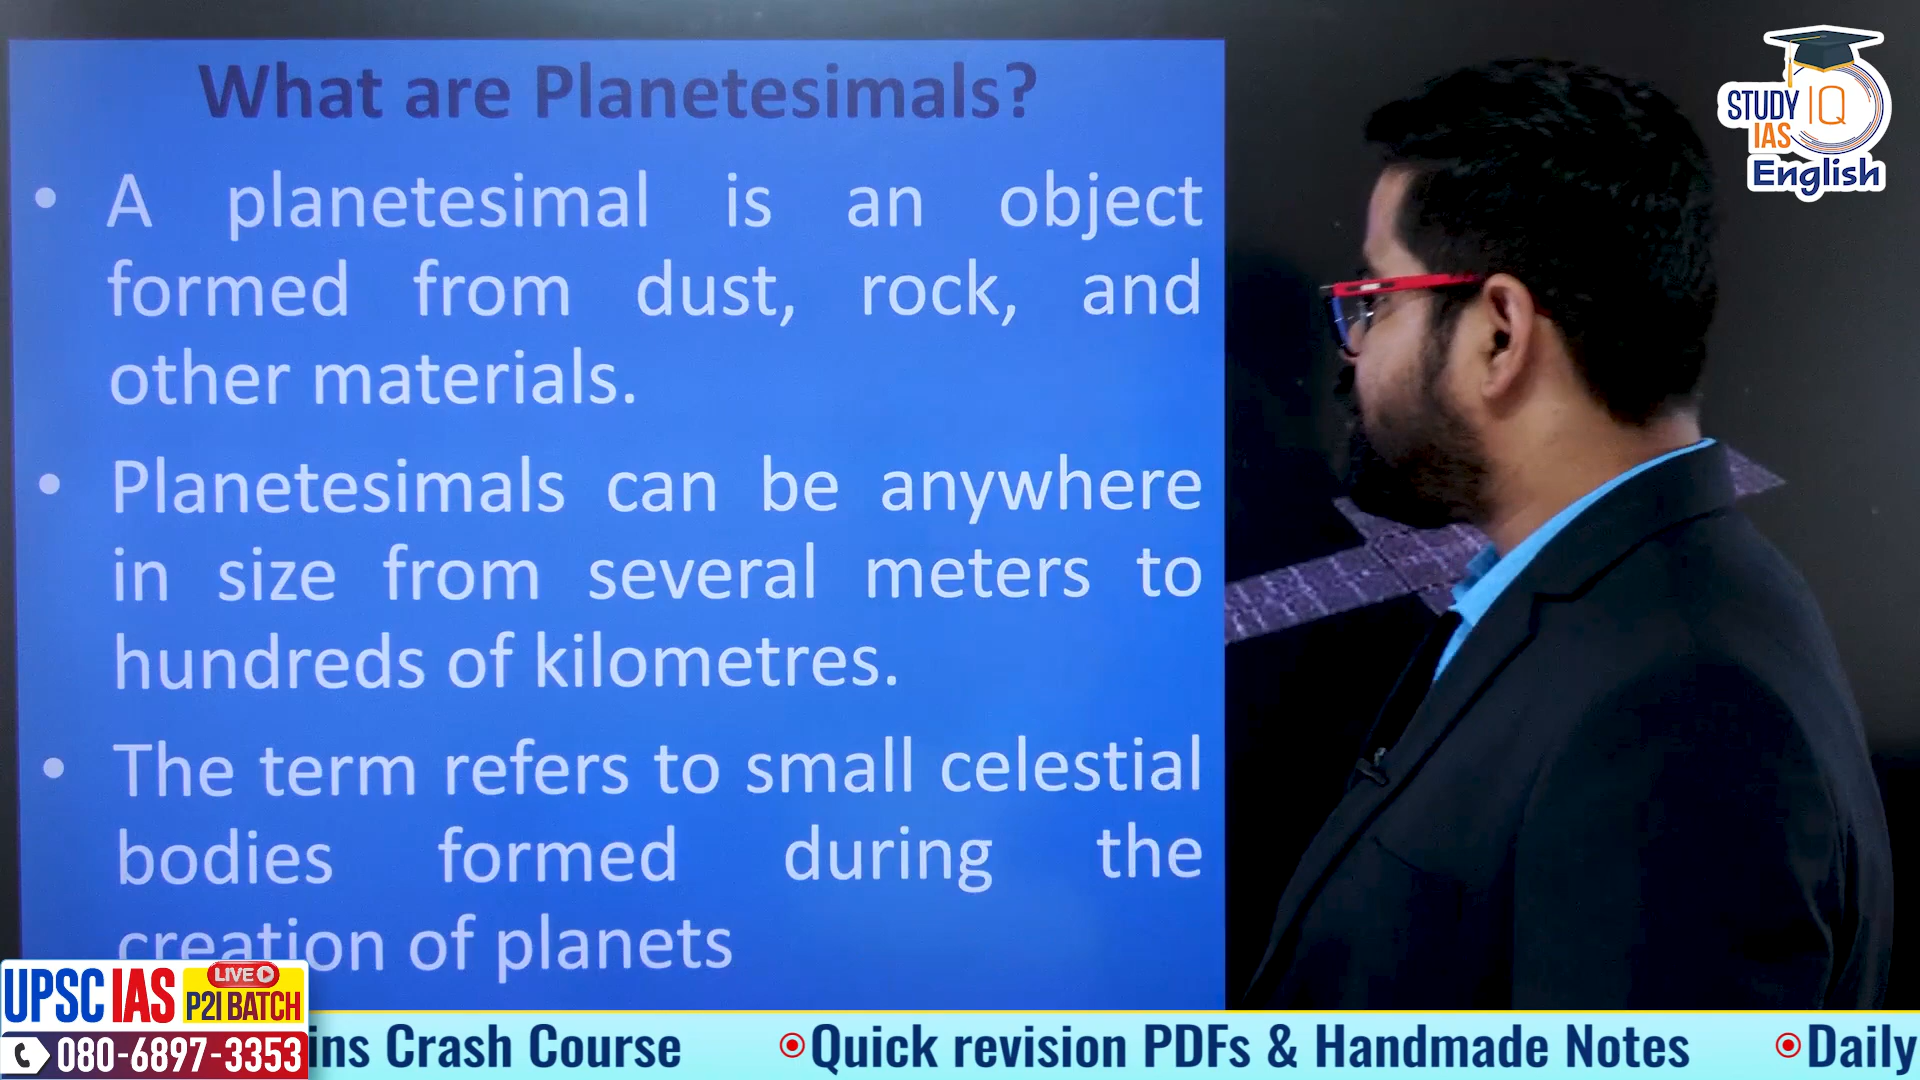 What are Planetesimals?
• A planetesimal is an object
formed from dust, rock, and
other materials.
• Planetesimals can be anywhere
in size from several meters to
hundreds of kilometres.
• The term refers to small celestial
bodies formed during the
creation of planets
STUDY IQ
IAS
English
UPSC IAS
LIVE
P2I BATCH
080-6897-3353
ins Crash Course
Quick revision PDFs & Handmade Notes
Daily